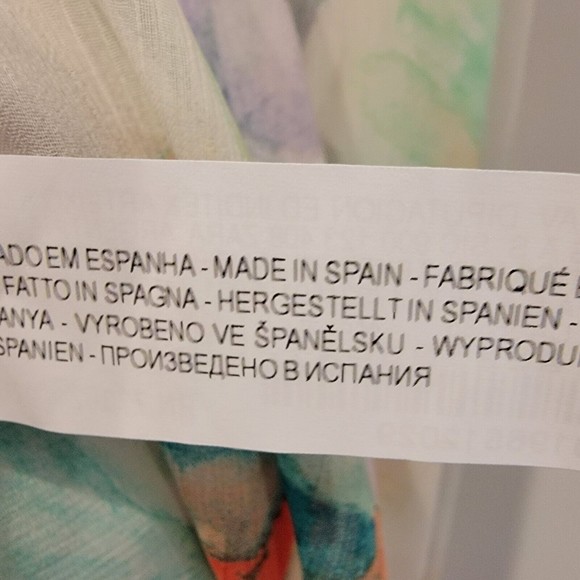 ADO EM ESPANHA - MADE IN SPAIN - FABRIQUÉ
FATTO IN SPAGNA - HERGESTELLT IN SPANIEN -
ANYA - VYROBENO VE ŠPANĚLSKU - WYPRODU
SPANIEN - ПРОИЗВЕДЕНО В ИСПАНИЯ